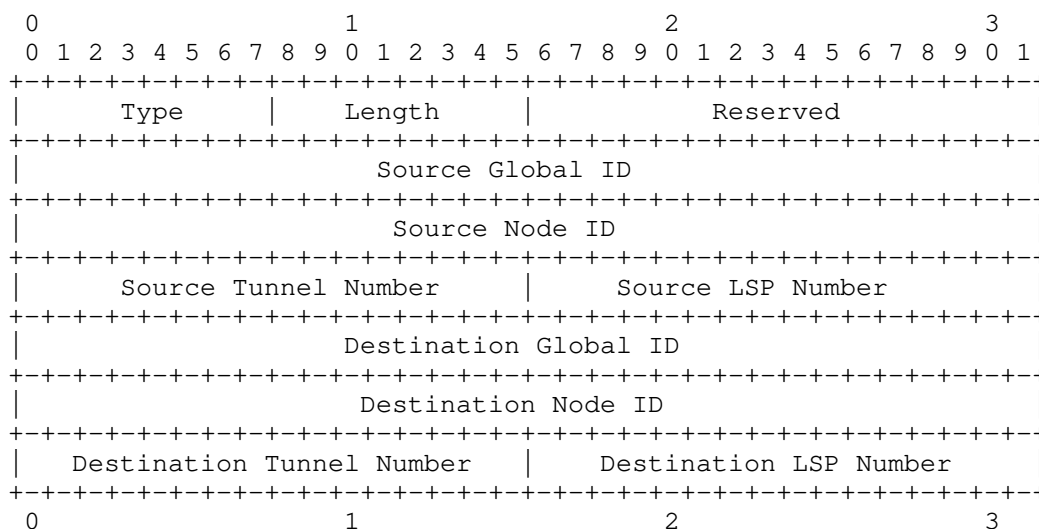 0                   1                   2                   3
 0 1 2 3 4 5 6 7 8 9 0 1 2 3 4 5 6 7 8 9 0 1 2 3 4 5 6 7 8 9 0 1
+-+-+-+-+-+-+-+-+-+-+-+-+-+-+-+-+-+-+-+-+-+-+-+-+-+-+-+-+-+-+-+--
|      Type     |    Length     |           Reserved
+-+-+-+-+-+-+-+-+-+-+-+-+-+-+-+-+-+-+-+-+-+-+-+-+-+-+-+-+-+-+-+--
|                      Source Global ID
+-+-+-+-+-+-+-+-+-+-+-+-+-+-+-+-+-+-+-+-+-+-+-+-+-+-+-+-+-+-+-+--
|                       Source Node ID
+-+-+-+-+-+-+-+-+-+-+-+-+-+-+-+-+-+-+-+-+-+-+-+-+-+-+-+-+-+-+-+--
|      Source Tunnel Number     |     Source LSP Number
+-+-+-+-+-+-+-+-+-+-+-+-+-+-+-+-+-+-+-+-+-+-+-+-+-+-+-+-+-+-+-+--
|                    Destination Global ID
+-+-+-+-+-+-+-+-+-+-+-+-+-+-+-+-+-+-+-+-+-+-+-+-+-+-+-+-+-+-+-+--
|                     Destination Node ID
+-+-+-+-+-+-+-+-+-+-+-+-+-+-+-+-+-+-+-+-+-+-+-+-+-+-+-+-+-+-+-+--
|   Destination Tunnel Number   |    Destination LSP Number
+-+-+-+-+-+-+-+-+-+-+-+-+-+-+-+-+-+-+-+-+-+-+-+-+-+-+-+-+-+-+-+--
 0                   1                   2                   3